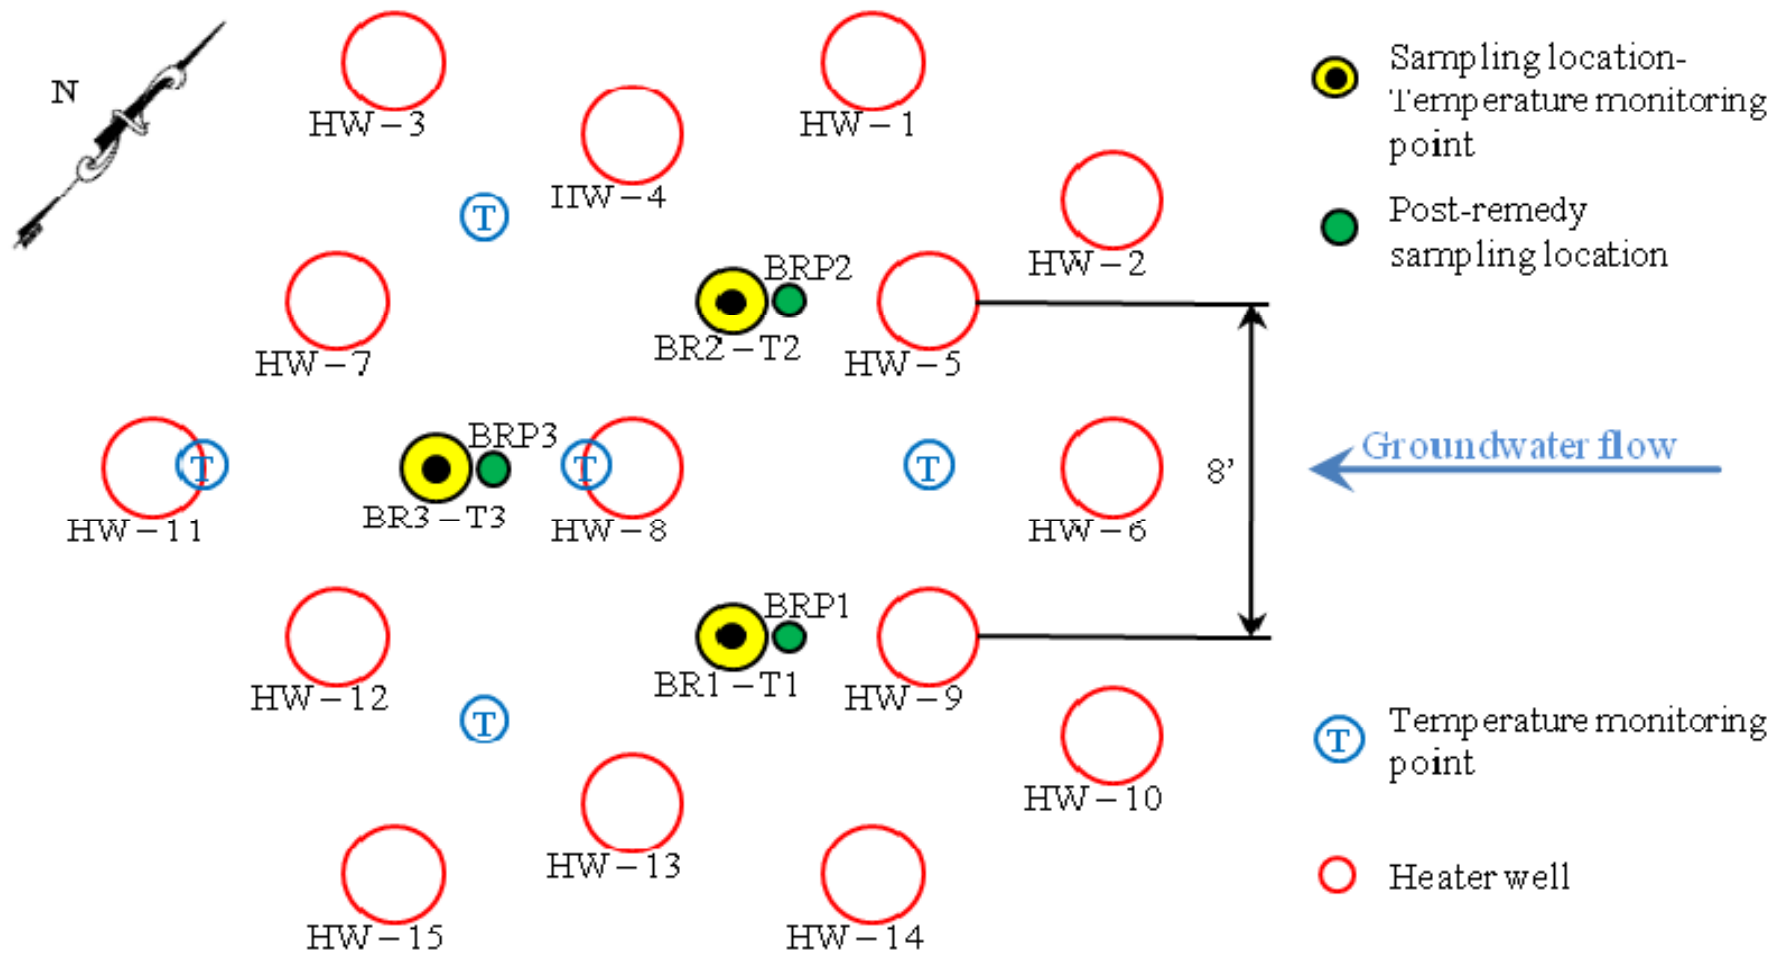 N
HW-3
HW-1
Sampling location-
Temperature monitoring
point
IIW-4
T
Post-remedy
sampling location
HW-2
BRP2
BR2-T2
HW-7
HW-5
BRP3
T
T
T
HW-11
BR3-T3
HW-8
HW-6
8'
Groundwater flow
BRP1
BR1-T1
HW-12
HW-9
T
HW-10
T
Temperature monitoring
point
HW-13
Heater well
HW-15
HW-14